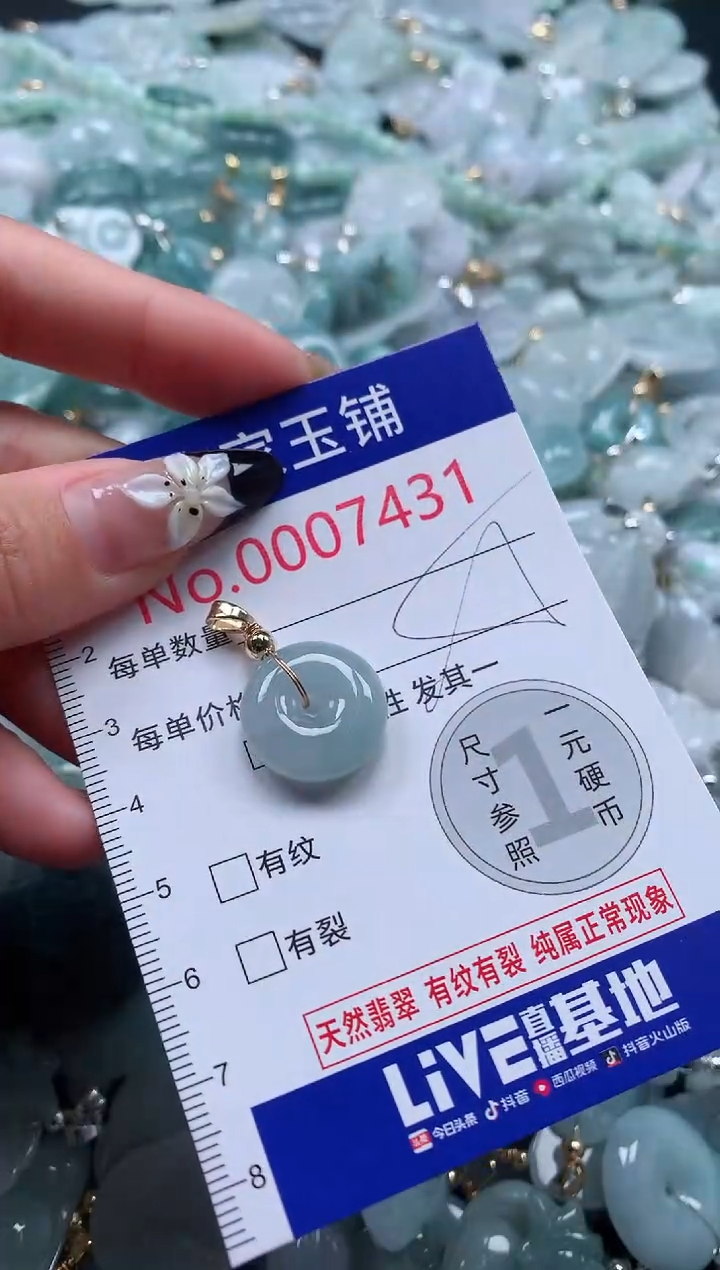 玉铺
No.0007431
2
每单数量
3
每单价格 性 发其一
一元硬币
尺寸参照
1
4
5
有纹
6
有裂
天然翡翠 有纹有裂 纯属正常现象
7
LiVE直播基地
今日头条 抖音 西瓜视频 抖音火山版
8